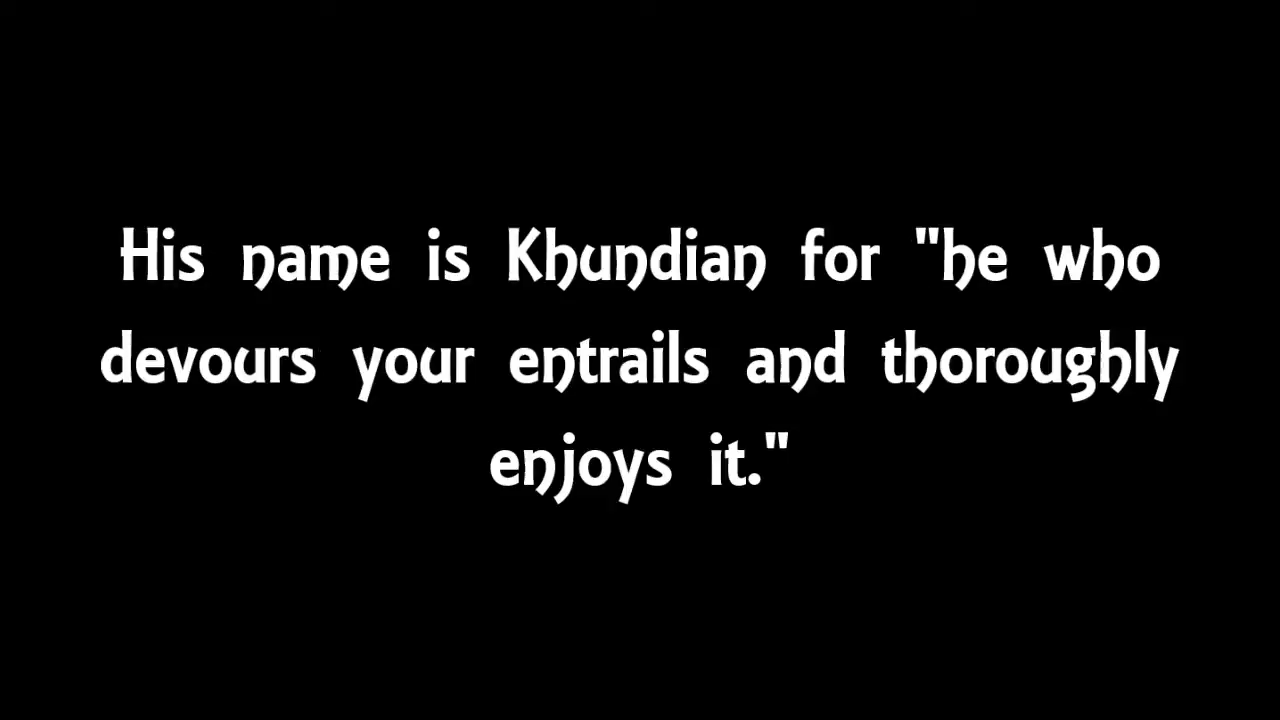 His name is Khundian for "he who
devours your entrails and thoroughly
enjoys it."